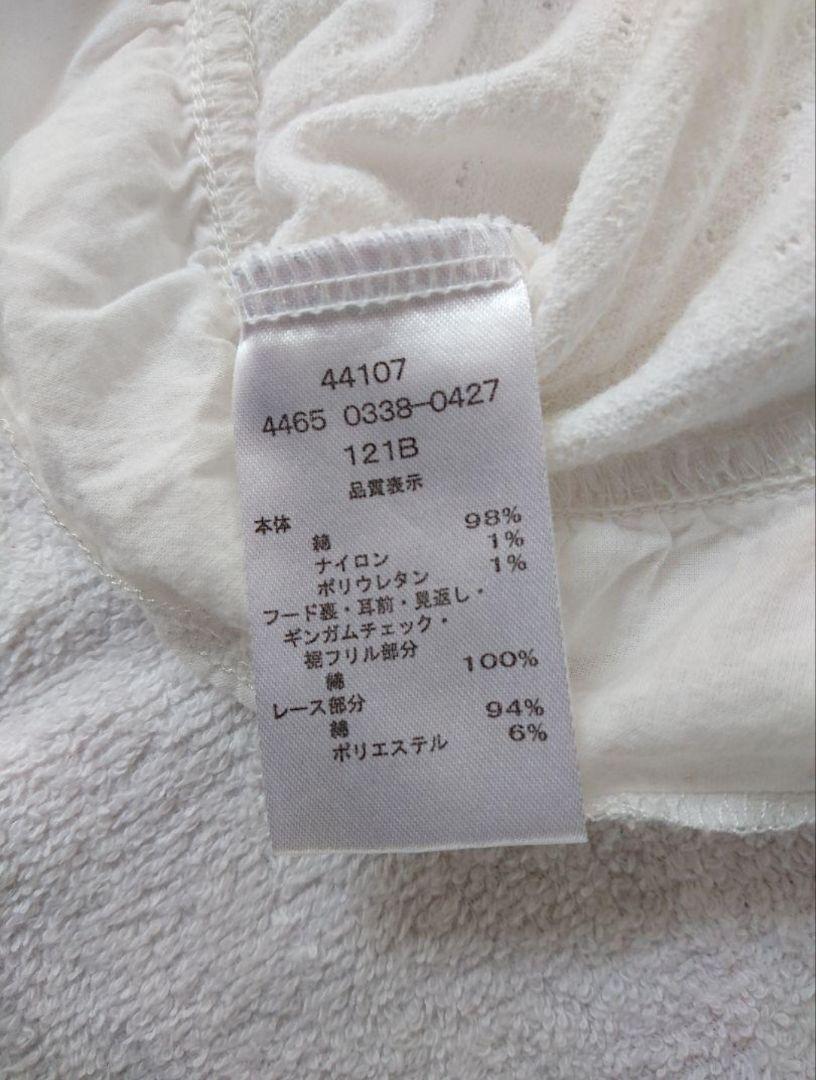 44107
4465 0338-0427
121B
品質表示
本体
綿 98%
ナイロン 1%
ポリウレタン 1%
フード裏・耳前・見返し・
ギンガムチェック・
裾フリル部分
綿 100%
レース部分
綿 94%
ポリエステル 6%